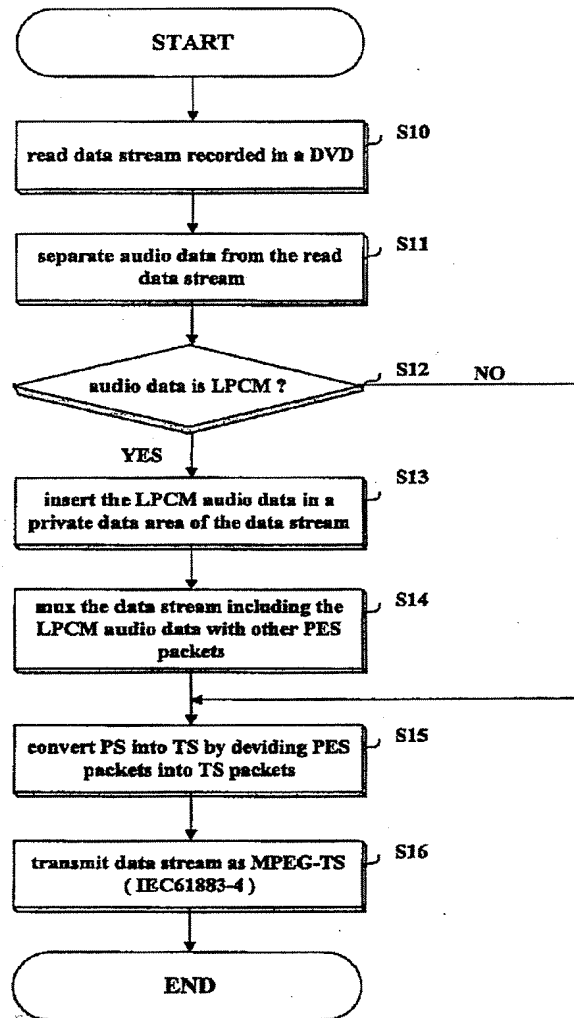 START
S10
read data stream recorded in a DVD
S11
separate audio data from the read
data stream
S12
audio data is LPCM ?
NO
YES
S13
insert the LPCM audio data in a
private data area of the data stream
S14
mux the data stream including the
LPCM audio data with other PES
packets
S15
convert PS into TS by deviding PES
packets into TS packets
S16
transmit data stream as MPEG-TS
( IEC61883-4 )
END